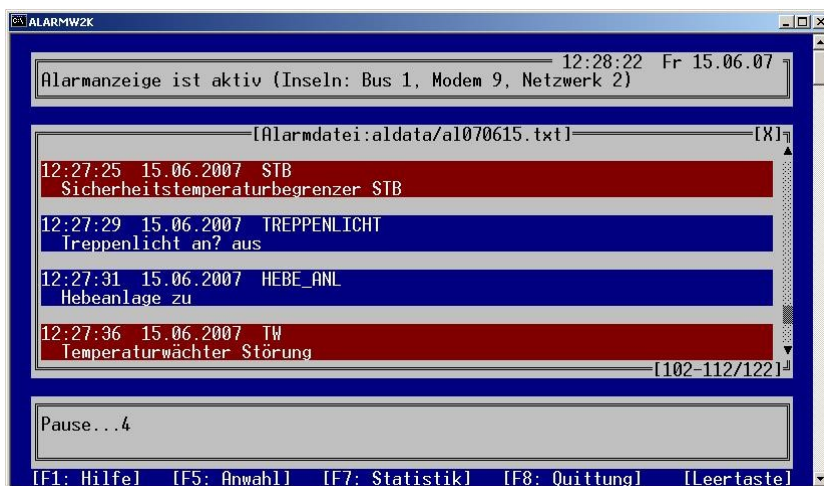 ALARMW2K
12:28:22 Fr 15.06.07
Alarmanzeige ist aktiv (Inseln: Bus 1, Modem 9, Netzwerk 2)
[Alarmdatei:aldata/al070615.txt] [X]
12:27:25 15.06.2007 STB
Sicherheitstemperaturbegrenzer STB
12:27:29 15.06.2007 TREPPENLICHT
Treppenlicht an? aus
12:27:31 15.06.2007 HEBE_ANL
Hebeanlage zu
12:27:36 15.06.2007 TW
Temperaturwächter Störung
[102-112/122]
Pause...4
[F1: Hilfe] [F5: Anwahl] [F7: Statistik] [F8: Quittung] [Leertaste]